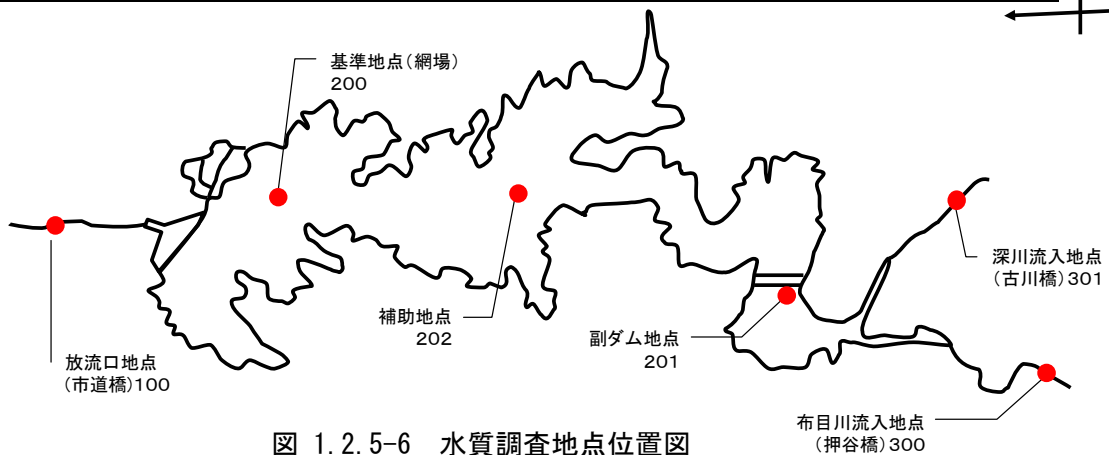 基準地点(網場)
200
補助地点
202
副ダム地点
201
深川流入地点
(古川橋)301
放流口地点
(市道橋)100
布目川流入地点
(押谷橋)300
図 1.2.5-6 水質調査地点位置図